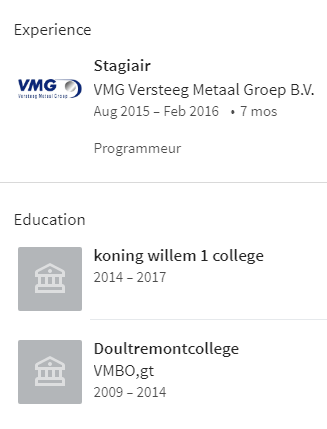 Experience
Stagiair
VMG
Versteeg Metaal Groep
VMG Versteeg Metaal Groep B.V.
Aug 2015 – Feb 2016 • 7 mos
Programmeur
Education
koning willem 1 college
2014 – 2017
Doultremontcollege
VMBO,gt
2009 – 2014